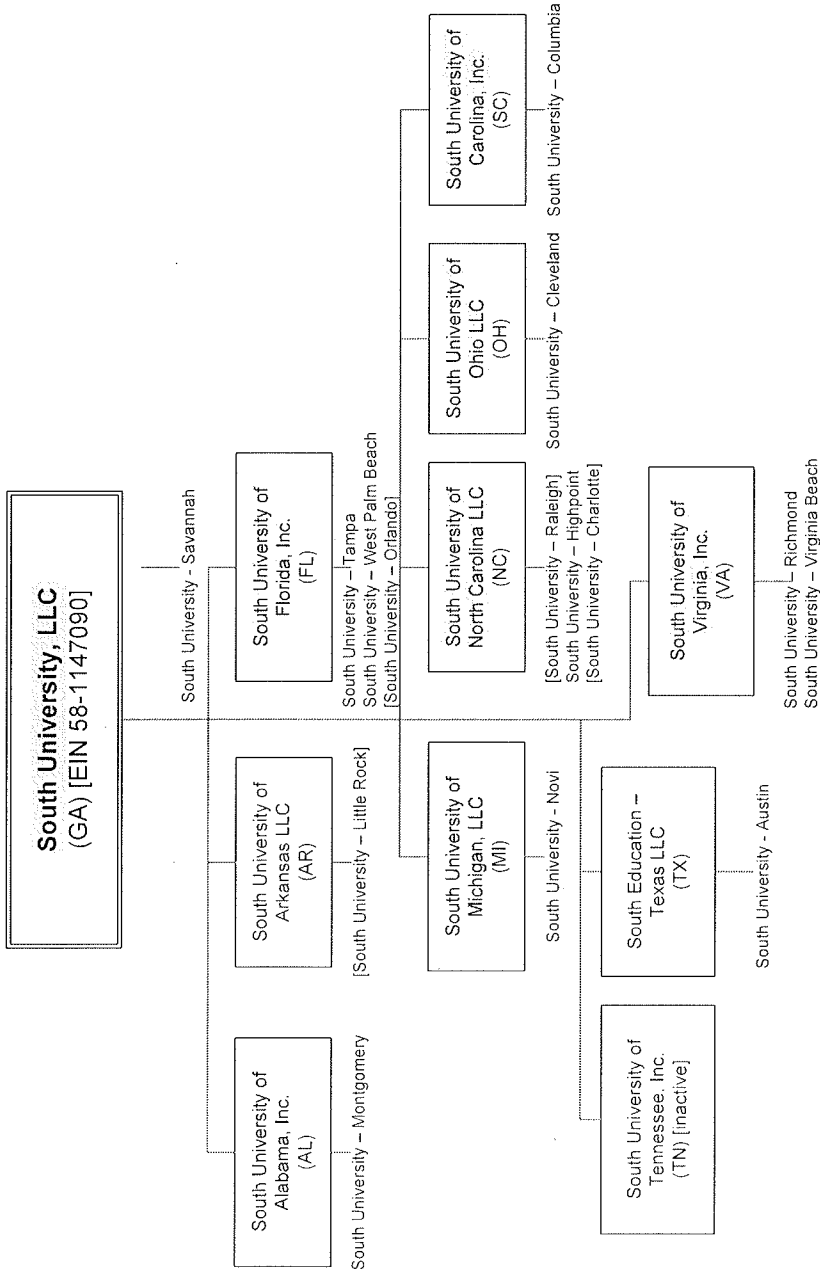 South University, LLC
(GA) [EIN 58-1147090]
South University - Savannah
South University of
Alabama, Inc.
(AL)
South University – Montgomery
South University of
Arkansas LLC
(AR)
[South University – Little Rock]
South University of
Florida, Inc.
(FL)
South University – Tampa
South University – West Palm Beach
[South University – Orlando]
South University of
Michigan, LLC
(MI)
South University - Novi
South University of
North Carolina LLC
(NC)
[South University – Raleigh]
South University – Highpoint
[South University – Charlotte]
South University of
Ohio LLC
(OH)
South University – Cleveland
South University of
Carolina, Inc.
(SC)
South University – Columbia
South University of
Tennessee, Inc.
(TN) [inactive]
South Education –
Texas LLC
(TX)
South University - Austin
South University of
Virginia, Inc.
(VA)
South University – Richmond
South University – Virginia Beach